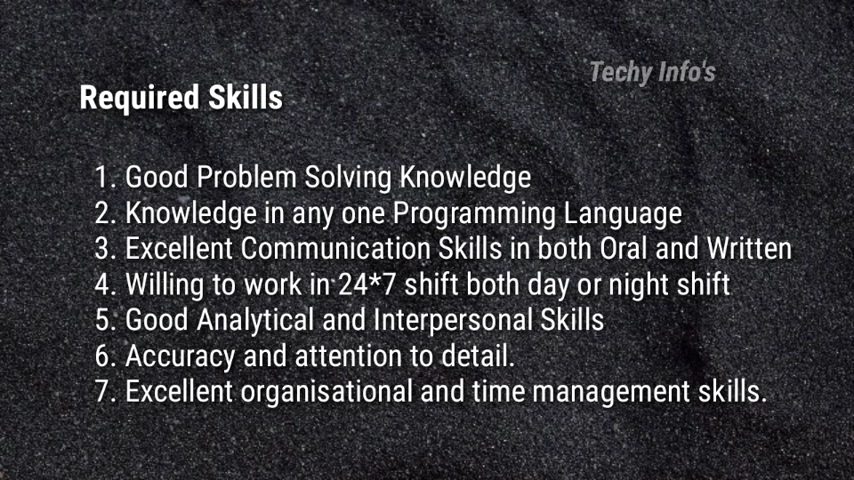 Techy Info's
Required Skills
1. Good Problem Solving Knowledge
2. Knowledge in any one Programming Language
3. Excellent Communication Skills in both Oral and Written
4. Willing to work in 24*7 shift both day or night shift
5. Good Analytical and Interpersonal Skills
6. Accuracy and attention to detail.
7. Excellent organisational and time management skills.